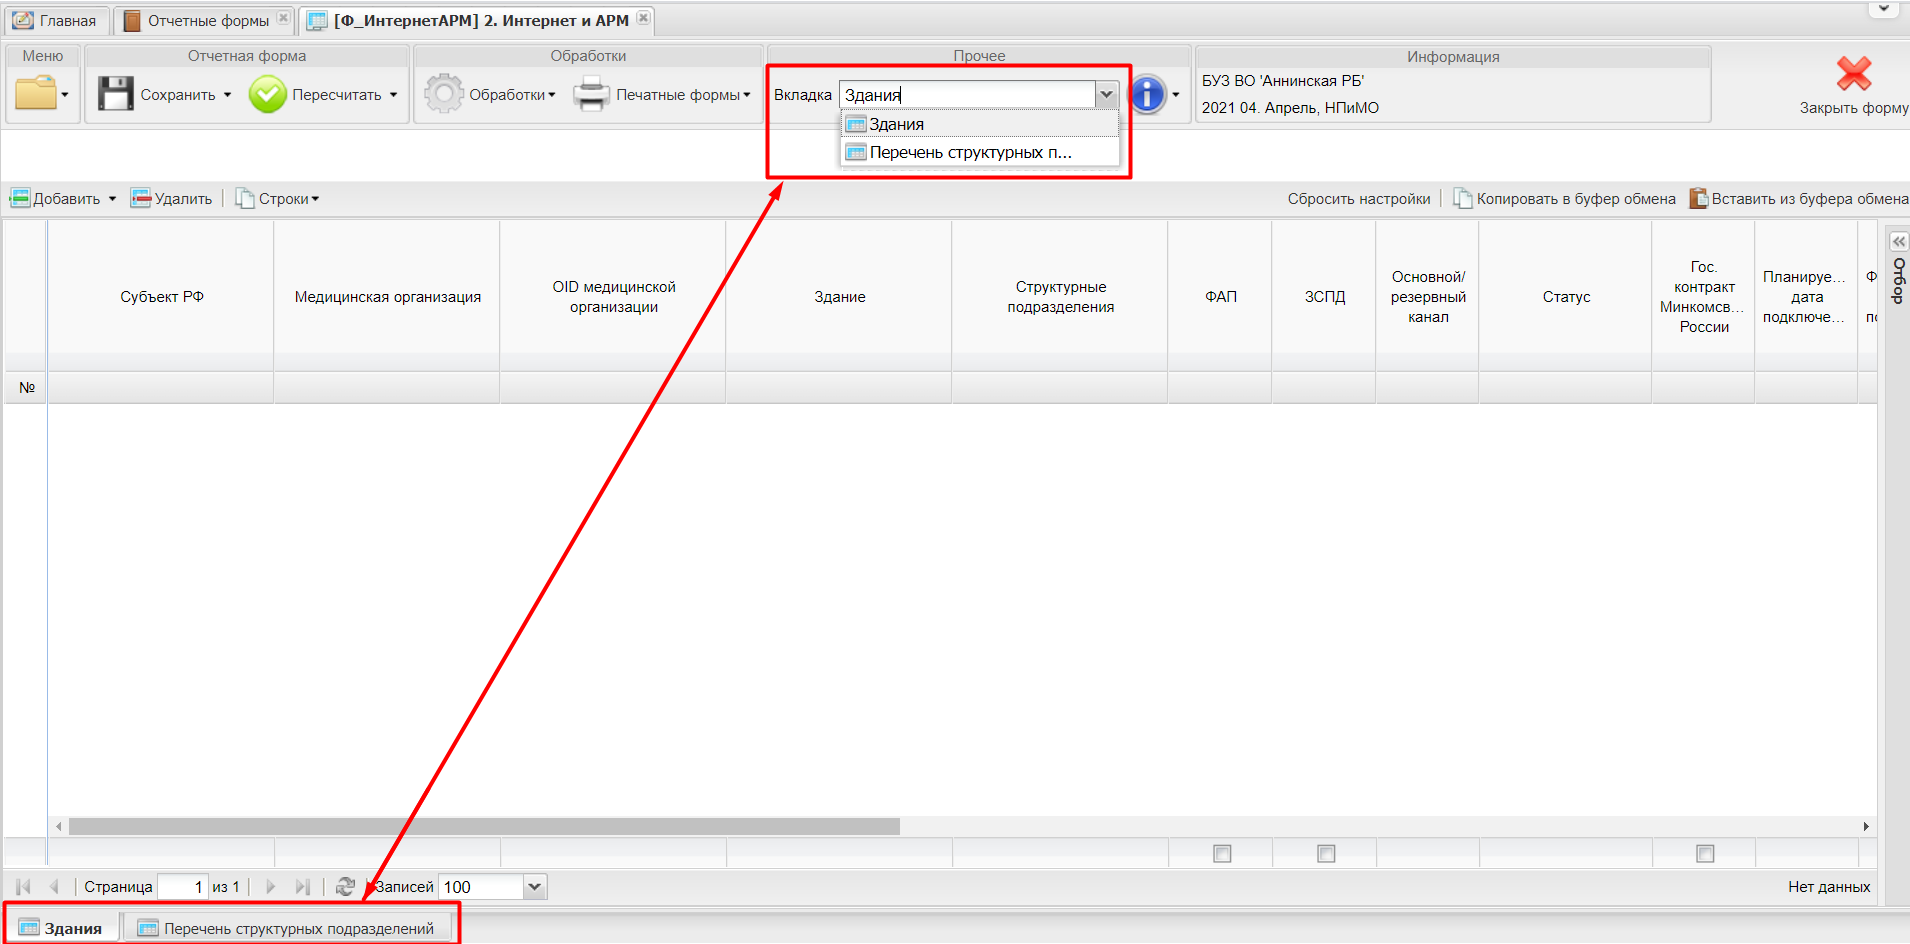 Главная
Отчетные формы
[Ф_ИнтернетАРМ] 2. Интернет и АРМ
Меню
Отчетная форма
Обработки
Прочее
Информация
Сохранить
Пересчитать
Обработки
Печатные формы
Вкладка
Здания
БУЗ ВО 'Аннинская РБ'
2021 04. Апрель, НПиМО
Закрыть форму
Здания
Перечень структурных п...
Добавить
Удалить
Строки
Сбросить настройки
Копировать в буфер обмена
Вставить из буфера обмена
Субъект РФ
Медицинская организация
OID медицинской
организации
Здание
Структурные
подразделения
ФАП
ЗСПД
Основной/
резервный
канал
Статус
Гос.
контракт
Минкомсв...
России
Планируе...
дата
подключе...
Ф
по
Отбор
№
Страница
1
из 1
Записей
100
Нет данных
Здания
Перечень структурных подразделений